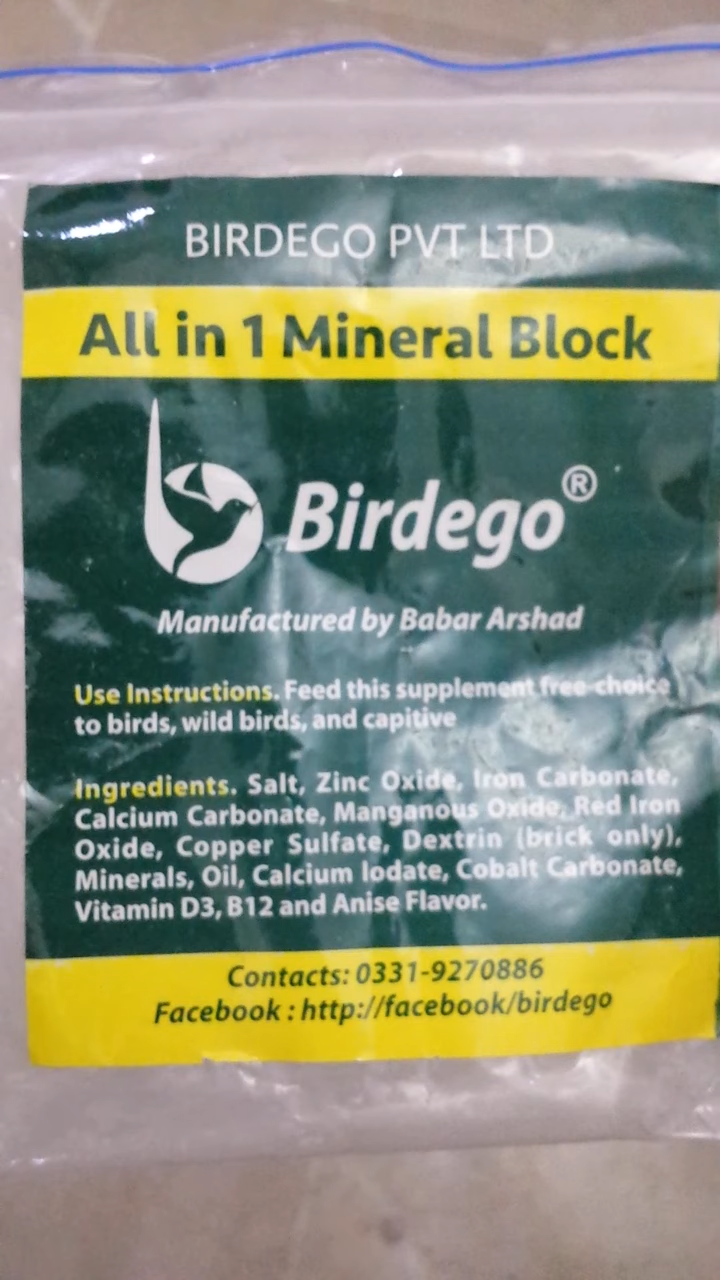 BIRDEGO PVT LTD
All in 1 Mineral Block
Birdego®
Manufactured by Babar Arshad
Use Instructions. Feed this supplement free choice
to birds, wild birds, and capitive
Ingredients. Salt, Zinc Oxide, Iron Carbonate,
Calcium Carbonate, Manganous Oxide, Red Iron
Oxide, Copper Sulfate, Dextrin (brick only),
Minerals, Oil, Calcium Iodate, Cobalt Carbonate,
Vitamin D3, B12 and Anise Flavor.
Contacts: 0331-9270886
Facebook : http://facebook/birdego